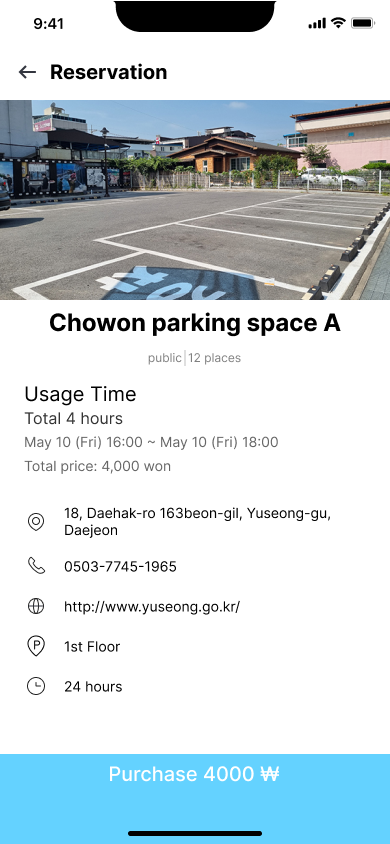 9:41
Reservation
Chowon parking space A
public|12 places
Usage Time
Total 4 hours
May 10 (Fri) 16:00 ~ May 10 (Fri) 18:00
Total price: 4,000 won
18, Daehak-ro 163beon-gil, Yuseong-gu,
Daejeon
0503-7745-1965
http://www.yuseong.go.kr/
P 1st Floor
24 hours
Purchase 4000 ₩